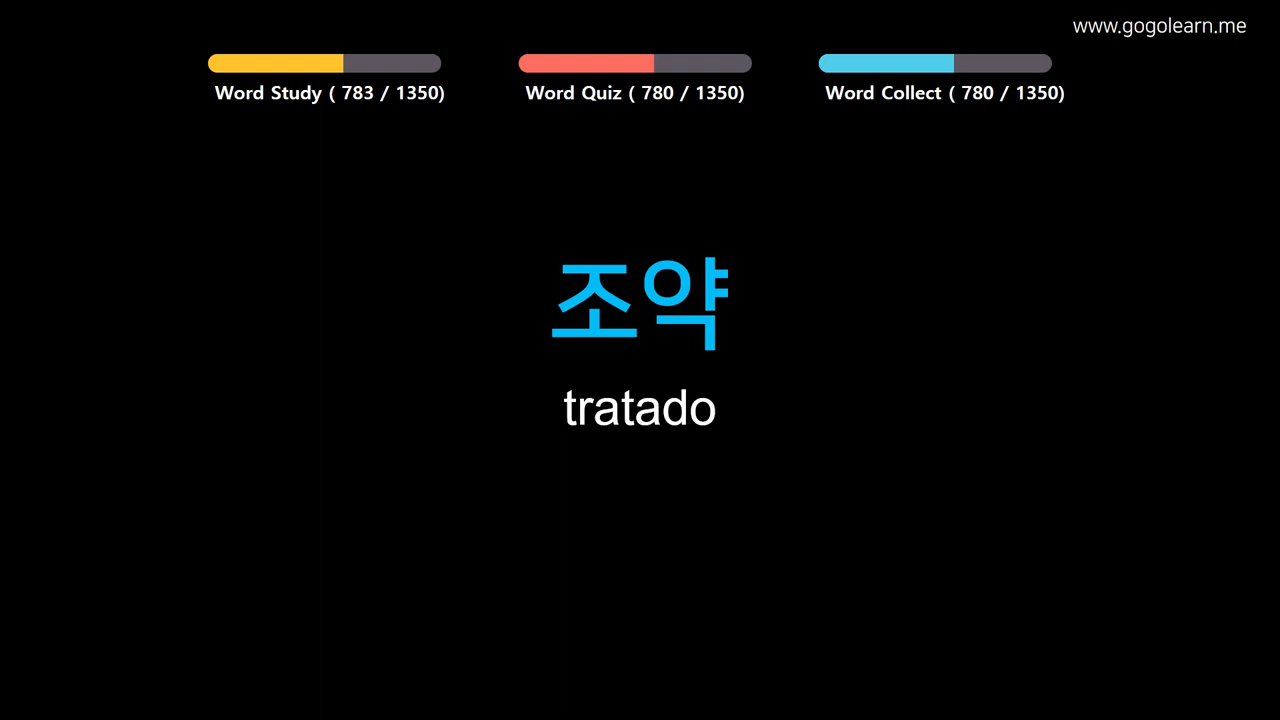 www.gogolearn.me
Word Study ( 783 / 1350)
Word Quiz ( 780 / 1350)
Word Collect ( 780 / 1350)
조약
tratado